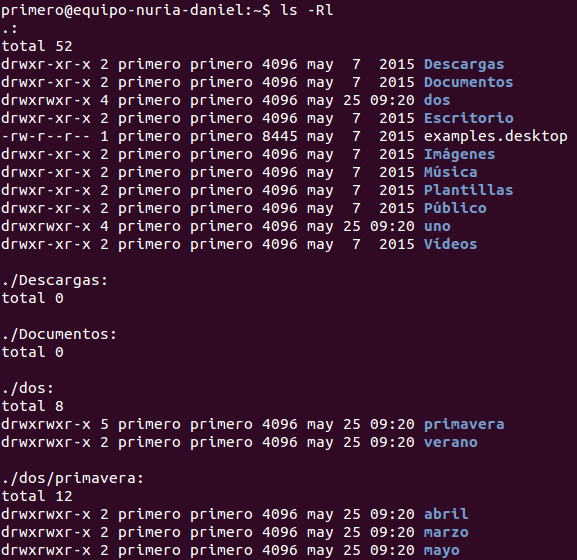 primero@equipo-nuria-daniel:~$ ls -Rl
.:
total 52
drwxr-xr-x 2 primero primero 4096 may  7  2015 Descargas
drwxr-xr-x 2 primero primero 4096 may  7  2015 Documentos
drwxrwxr-x 4 primero primero 4096 may 25 09:20 dos
drwxr-xr-x 2 primero primero 4096 may  7  2015 Escritorio
-rw-r--r-- 1 primero primero 8445 may  7  2015 examples.desktop
drwxr-xr-x 2 primero primero 4096 may  7  2015 Imágenes
drwxr-xr-x 2 primero primero 4096 may  7  2015 Música
drwxr-xr-x 2 primero primero 4096 may  7  2015 Plantillas
drwxr-xr-x 2 primero primero 4096 may  7  2015 Público
drwxrwxr-x 4 primero primero 4096 may 25 09:20 uno
drwxr-xr-x 2 primero primero 4096 may  7  2015 Vídeos

./Descargas:
total 0

./Documentos:
total 0

./dos:
total 8
drwxrwxr-x 5 primero primero 4096 may 25 09:20 primavera
drwxrwxr-x 2 primero primero 4096 may 25 09:20 verano

./dos/primavera:
total 12
drwxrwxr-x 2 primero primero 4096 may 25 09:20 abril
drwxrwxr-x 2 primero primero 4096 may 25 09:20 marzo
drwxrwxr-x 2 primero primero 4096 may 25 09:20 mayo